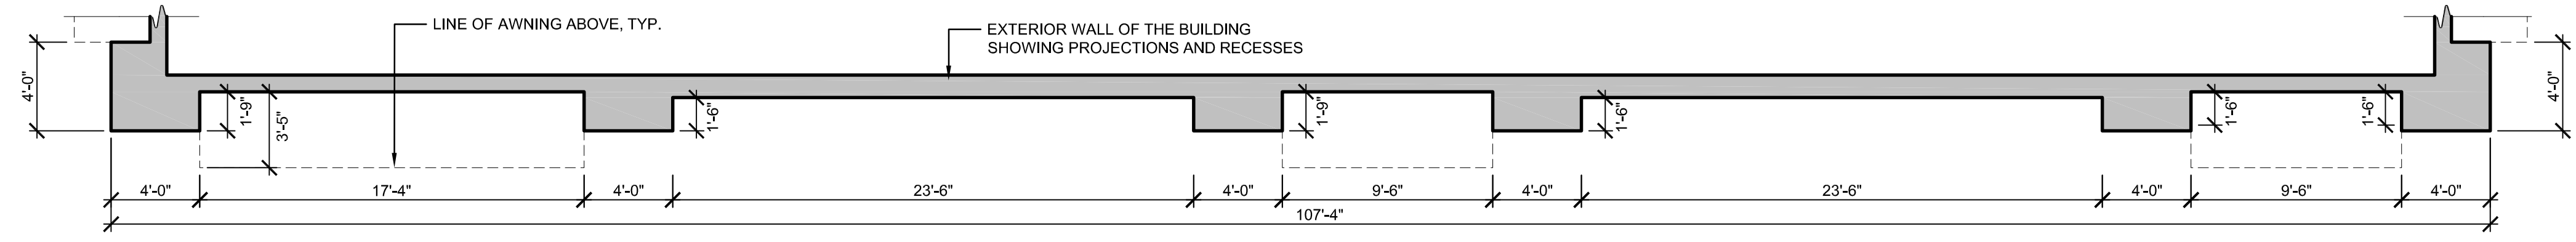 LINE OF AWNING ABOVE, TYP.
EXTERIOR WALL OF THE BUILDING
SHOWING PROJECTIONS AND RECESSES
4'-0"
1'-9"
3'-5"
1'-6"
1'-9"
1'-6"
1'-6"
1'-6"
4'-0"
4'-0" 17'-4" 4'-0" 23'-6" 4'-0" 9'-6" 4'-0" 23'-6" 4'-0" 9'-6" 4'-0"
107'-4"